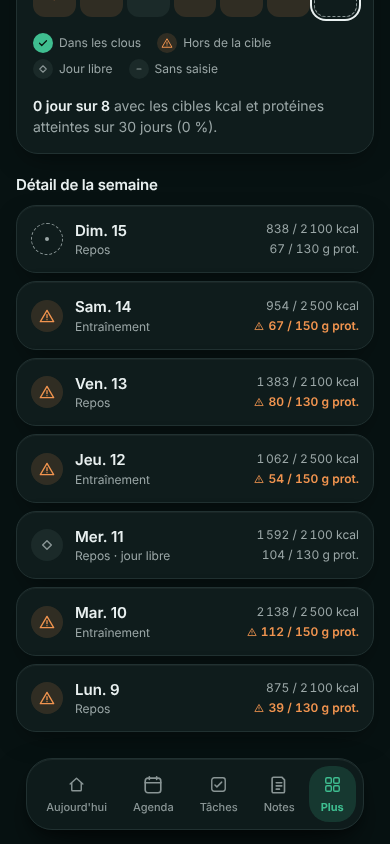 Dans les clous
Hors de la cible
Jour libre
Sans saisie
0 jour sur 8 avec les cibles kcal et protéines
atteintes sur 30 jours (0 %).
Détail de la semaine
Dim. 15
838 / 2 100 kcal
Repos
67 / 130 g prot.
Sam. 14
954 / 2 500 kcal
Entraînement
67 / 150 g prot.
Ven. 13
1 383 / 2 100 kcal
Repos
80 / 130 g prot.
Jeu. 12
1 062 / 2 500 kcal
Entraînement
54 / 150 g prot.
Mer. 11
1 592 / 2 100 kcal
Repos · jour libre
104 / 130 g prot.
Mar. 10
2 138 / 2 500 kcal
Entraînement
112 / 150 g prot.
Lun. 9
875 / 2 100 kcal
Repos
39 / 130 g prot.
Aujourd'hui
Agenda
Tâches
Notes
Plus